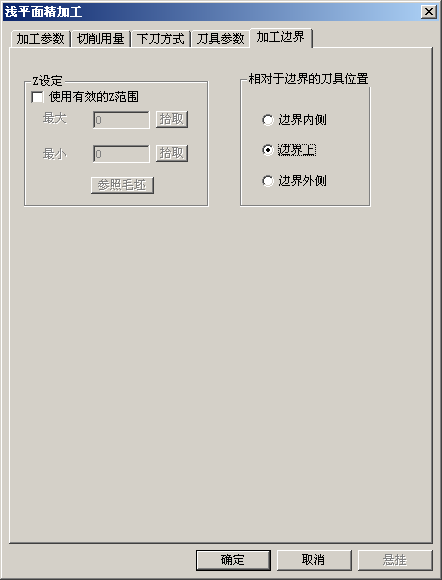 浅平面精加工
加工参数 切削用量 下刀方式 刀具参数 加工边界
Z设定
使用有效的Z范围
最大 0 拾取
最小 0 拾取
参照毛坯
相对于边界的刀具位置
边界内侧
边界上
边界外侧
确定 取消 悬挂